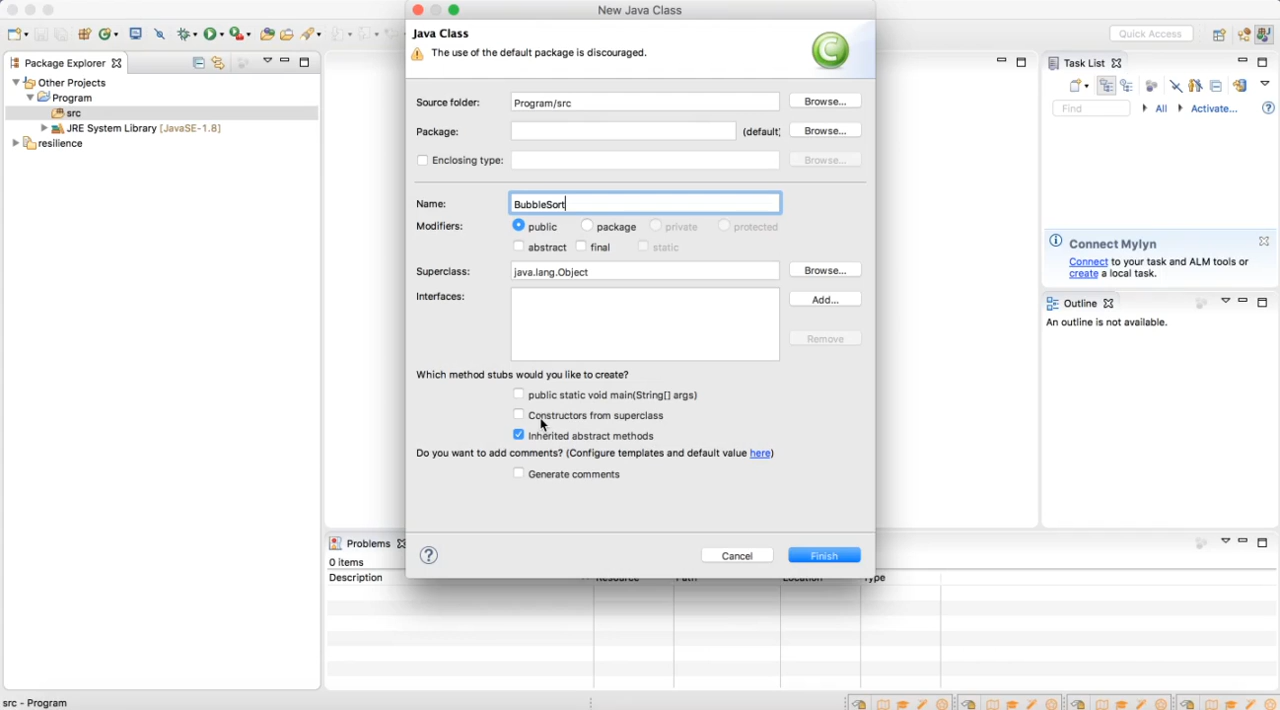 New Java Class
Java Class
The use of the default package is discouraged.
Quick Access
Package Explorer
Task List
Other Projects
Program
src
JRE System Library [JavaSE-1.8]
resilience
Source folder: Program/src Browse...
Package: (default) Browse...
Enclosing type: Browse...
Name: BubbleSort
Modifiers: public package private protected
abstract final static
Superclass: java.lang.Object Browse...
Interfaces: Add...
Remove
Which method stubs would you like to create?
public static void main(String[] args)
Constructors from superclass
Inherited abstract methods
Do you want to add comments? (Configure templates and default value here)
Generate comments
Cancel Finish
Find All Activate...
Connect Mylyn
Connect to your task and ALM tools or
create a local task.
Outline
An outline is not available.
Problems
0 items
Description Resource Path Location Type
src - Program